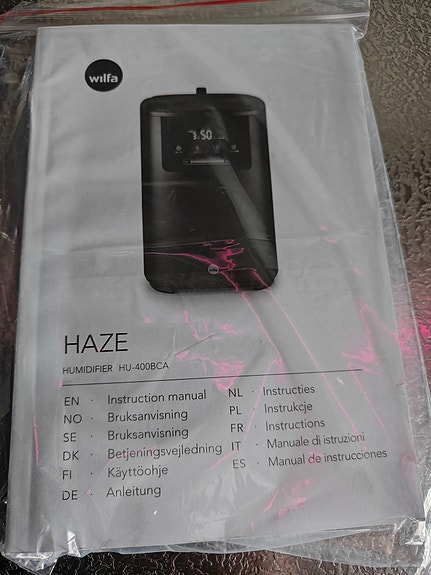 wilfa
50
wilfa
HAZE
HUMIDIFIER HU-400BCA
EN · Instruction manual
NO · Bruksanvisning
SE · Bruksanvisning
DK · Betjeningsvejledning
FI · Käyttöohje
DE · Anleitung
NL · Instructies
PL · Instrukcje
FR · Instructions
IT · Manuale di istruzioni
ES · Manual de instrucciones